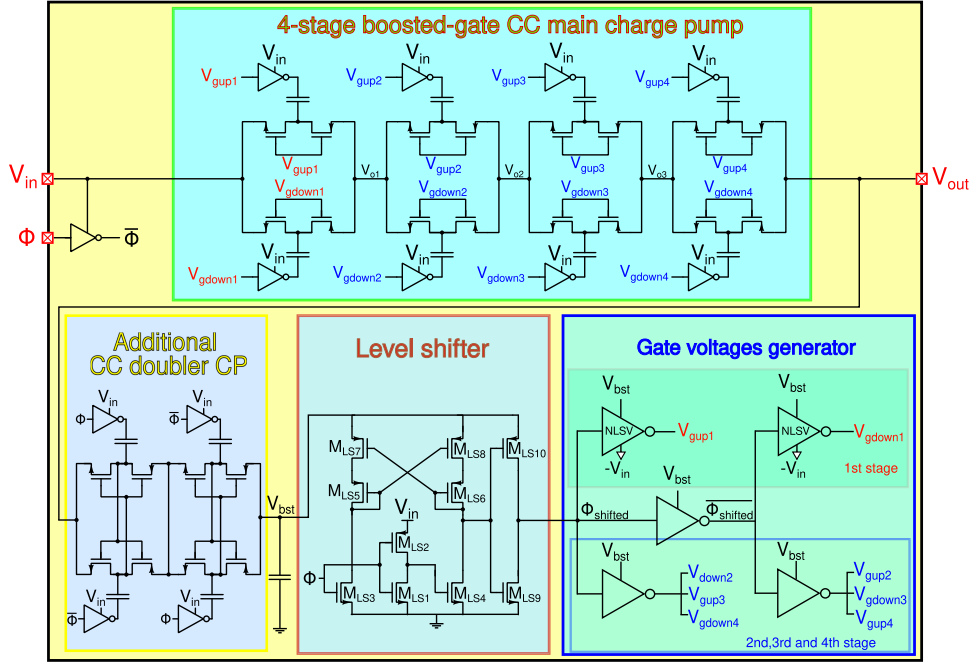 4-stage boosted-gate CC main charge pump
Vin Vin Vin Vin
Vgup1 Vgup2 Vgup3 Vgup4
Vgup1 Vgup2 Vgup3 Vgup4
Vin Vo1 Vo2 Vo3 Vout
Vgdown1 Vgdown2 Vgdown3 Vgdown4
Φ Φ̅
Vin Vin Vin Vin
Vgdown1 Vgdown2 Vgdown3 Vgdown4
Additional
CC doubler CP
Vin Vin
Φ Φ̅
Vbst
Vin Vin
Φ̅ Φ
Level shifter
MLS7 MLS8 MLS10
MLS5 MLS6
Vin
MLS2
Φ
MLS3 MLS1 MLS4 MLS9
Gate voltages generator
Vbst Vbst
NLSV Vgup1 NLSV Vgdown1
-Vin -Vin
1st stage
Vbst
Φshifted Φ̅shifted
Vbst Vbst
Vdown2 Vgup2
Vgup3 Vgdown3
Vgdown4 Vgup4
2nd,3rd and 4th stage